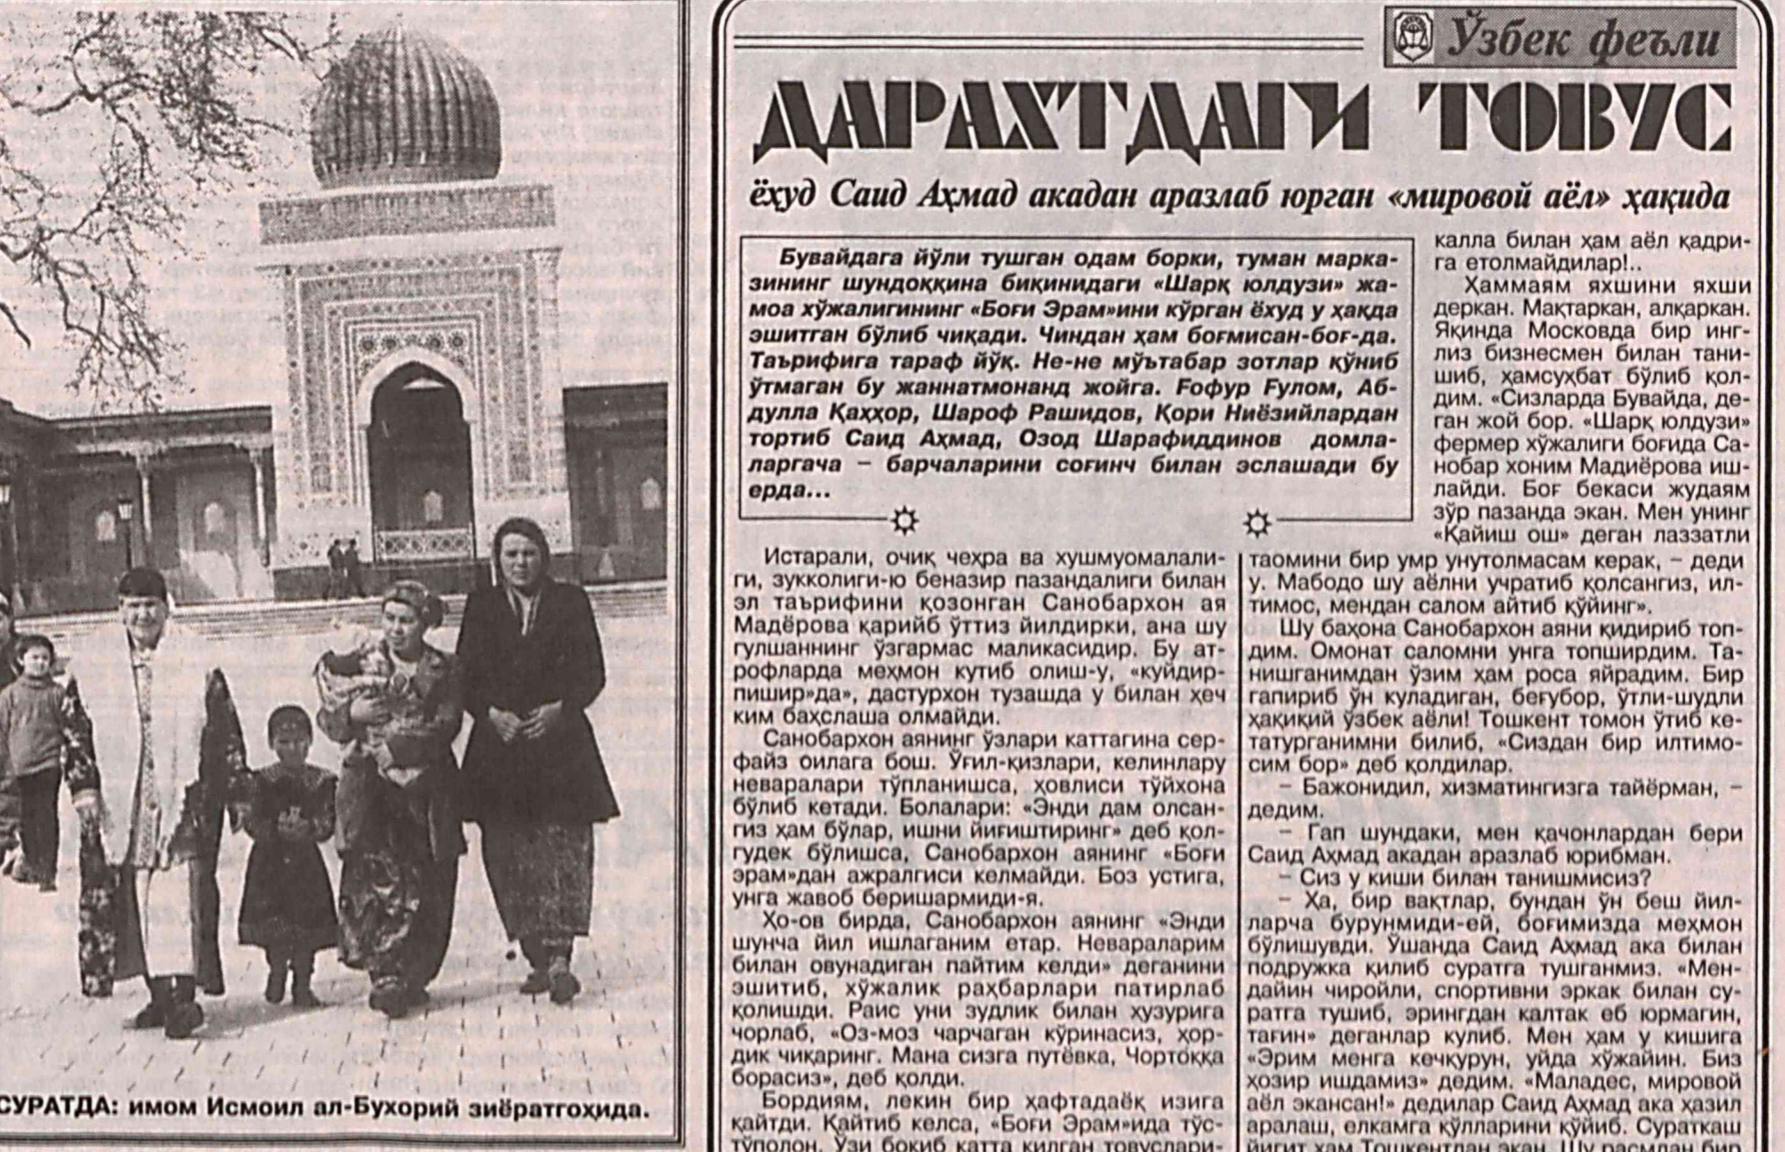 СУРАТДА: имом Исмоил ал-Бухорий зиёратгоҳида.
Ўзбек феъли
ДАРАХТДАГИ ТОВУС
ёҳуд Саид Аҳмад акадан аразлаб юрган «мировой аёл» ҳақида
Бувайдага йўли тушган одам борки, туман марка-
зининг шундоққина биқинидаги «Шарқ юлдузи» жа-
моа хўжалигининг «Боғи Эрам»ини кўрган ёхуд у ҳақда
эшитган бўлиб чиқади. Чиндан ҳам боғмисан-боғ-да.
Таърифига тараф йўқ. Не-не мўътабар зотлар қўниб
ўтмаган бу жаннатмонанд жойга. Ғофур Ғулом, Аб-
дулла Қаҳҳор, Шароф Рашидов, Қори Ниёзийлардан
тортиб Саид Аҳмад, Озод Шарафиддинов домла-
ларгача – барчаларини соғинч билан эслашади бу
ерда...
Истарали, очиқ чеҳра ва хушмуомалали-
ги, зукколиги-ю беназир пазандалиги билан
эл таърифини қозонган Санобархон ая
Мадёрова қарийб ўттиз йилдирки, ана шу
гулшаннинг ўзгармас маликасидир. Бу ат-
рофларда меҳмон кутиб олиш-у, «куйдир-
пишир»да», дастурхон тузашда у билан ҳеч
ким баҳслаша олмайди.
Санобархон аянинг ўзлари каттагина сер-
файз оилага бош. Ўғил-қизлари, келинлару
неваралари тўпланишса, ҳовлиси тўйхона
бўлиб кетади. Болалари: «Энди дам олсан-
гиз ҳам бўлар, ишни йиғиштиринг» деб қол-
гудек бўлишса, Санобархон аянинг «Боғи
эрам»дан ажралгиси келмайди. Боз устига,
унга жавоб беришармиди-я.
Ҳо-ов бирда, Санобархон аянинг «Энди
шунча йил ишлаганим етар. Невараларим
билан овунадиган пайтим келди» деганини
эшитиб, хўжалик раҳбарлари патирлаб
қолишди. Раис уни зудлик билан ҳузурига
чорлаб, «Оз-моз чарчаган кўринасиз, ҳор-
дик чиқаринг. Мана сизга путёвка, Чортоққа
борасиз», деб қолди.
Бордиям, лекин бир ҳафтадаёқ изига
қайтди. Қайтиб келса, «Боғи Эрам»ида тўс-
тўполон. Ўзи боқиб катта қилган товуслари-
калла билан ҳам аёл қадри-
га етолмайдилар!..
Ҳаммаям яхшини яхши
деркан. Мақтаркан, алқаркан.
Яқинда Московда бир инг-
лиз бизнесмен билан тани-
шиб, ҳамсуҳбат бўлиб қол-
дим. «Сизларда Бувайда, де-
ган жой бор. «Шарқ юлдузи»
фермер хўжалиги боғида Са-
нобар хоним Мадиёрова иш-
лайди. Боғ бекаси жудаям
зўр пазанда экан. Мен унинг
«Қайиш ош» деган лаззатли
таомини бир умр унутолмасам керак, – деди
у. Мабодо шу аёлни учратиб қолсангиз, ил-
тимос, мендан салом айтиб қўйинг».
Шу баҳона Санобархон аяни қидириб топ-
дим. Омонат саломни унга топширдим. Та-
нишганимдан ўзим ҳам роса яйрадим. Бир
гапириб ўн куладиган, беғубор, ўтли-шудли
ҳақиқий ўзбек аёли! Тошкент томон ўтиб ке-
татурганимни билиб, «Сиздан бир илтимо-
сим бор» деб қолдилар.
– Бажонидил, хизматингизга тайёрман, –
дедим.
– Гап шундаки, мен қачонлардан бери
Саид Аҳмад акадан аразлаб юрибман.
– Сиз у киши билан танишмисиз?
– Ҳа, бир вақтлар, бундан ўн беш йил-
ларча бурунмиди-ей, боғимизда меҳмон
бўлишувди. Ўшанда Саид Аҳмад ака билан
подружка қилиб суратга тушганмиз. «Мен-
дайин чиройли, спортивни эркак билан су-
ратга тушиб, эрингдан калтак еб юрмагин,
тағин» деганлар кулиб. Мен ҳам у кишига
«Эрим менга кечқурун, уйда хўжайин. Биз
ҳозир ишдамиз» дедим. «Маладес, мировой
аёл экансан!» дедилар Саид Аҳмад ака ҳазил
аралаш, елкамга қўлларини қўйиб. Сураткаш
йигит ҳам Тошкентдан экан. Шу расмдан бир